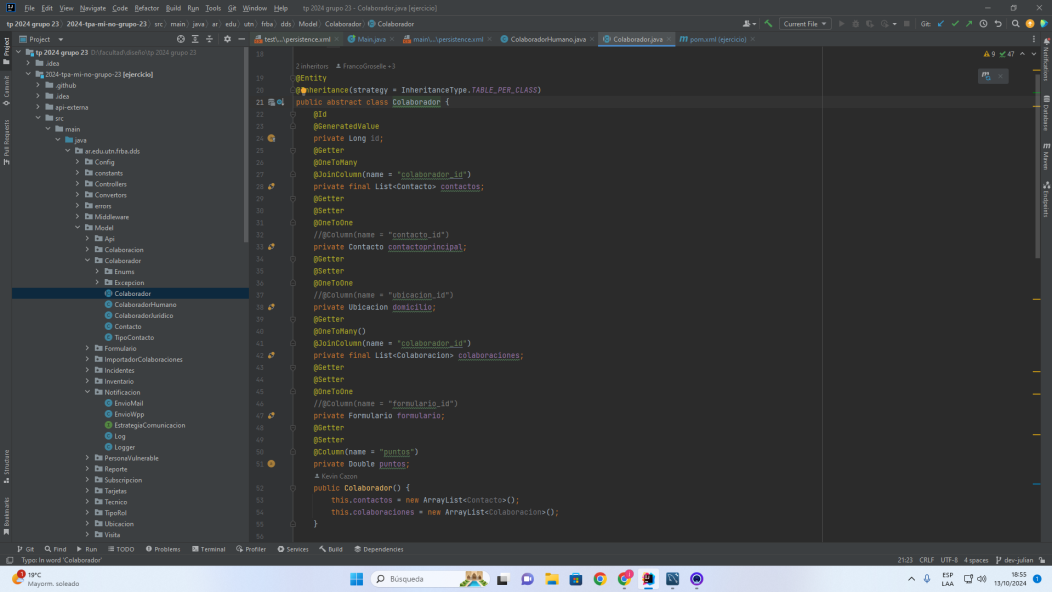 File Edit View Navigate Code Refactor Build Run Tools Git Window Help tp 2024 grupo 23 - Colaborador.java [ejercicio]
tp 2024 grupo 23 2024-tpa-mi-no-grupo-23 src main java ar edu utn frba dds Model Colaborador Colaborador
Current File Git:
Project
test\...\persistence.xml Main.java main\...\persistence.xml ColaboradorHumano.java Colaborador.java pom.xml (ejercicio)
tp 2024 grupo 23 D:\facultad\diseño\tp 2024 grupo 23
.idea
2024-tpa-mi-no-grupo-23 [ejercicio]
.github
.idea
api-externa
src
main
java
ar.edu.utn.frba.dds
Config
constants
Controllers
Convertors
errors
Middleware
Model
Api
Colaboracion
Colaborador
Enums
Excepcion
Colaborador
ColaboradorHumano
ColaboradorJuridico
Contacto
TipoContacto
Formulario
ImportadorColaboraciones
Incidentes
Inventario
Notificacion
EnvioMail
EnvioWpp
EstrategiaComunicacion
Log
Logger
PersonaVulnerable
Reporte
Subscripcion
Tarjetas
Tecnico
TipoRol
Ubicacion
Visita
Project
Commit
Pull Requests
Structure
Bookmarks
18
2 inheritors FrancoGroselle +3
19 @Entity
20 @Inheritance(strategy = InheritanceType.TABLE_PER_CLASS)
21 public abstract class Colaborador {
22 @Id
23 @GeneratedValue
24 private Long id;
25 @Getter
26 @OneToMany
27 @JoinColumn(name = "colaborador_id")
28 private final List<Contacto> contactos;
29 @Getter
30 @Setter
31 @OneToOne
32 //@Column(name = "contacto_id")
33 private Contacto contactoprincipal;
34 @Getter
35 @Setter
36 @OneToOne
37 //@Column(name = "ubicacion_id")
38 private Ubicacion domicilio;
39 @Getter
40 @OneToMany()
41 @JoinColumn(name = "colaborador_id")
42 private final List<Colaboracion> colaboraciones;
43 @Getter
44 @Setter
45 @OneToOne
46 //@Column(name = "formulario_id")
47 private Formulario formulario;
48 @Getter
49 @Setter
50 @Column(name = "puntos")
51 private Double puntos;
Kevin Cazon
52 public Colaborador() {
53 this.contactos = new ArrayList<Contacto>();
54 this.colaboraciones = new ArrayList<Colaboracion>();
55 }
56
9 47
Notifications
Database
Maven
Endpoints
Git Find Run TODO Problems Terminal Profiler Services Build Dependencies
Typo: In word 'Colaborador' 21:23 CRLF UTF-8 4 spaces dev-julian
19°C
Mayorm. soleado
Búsqueda
ESP
LAA
18:55
13/10/2024